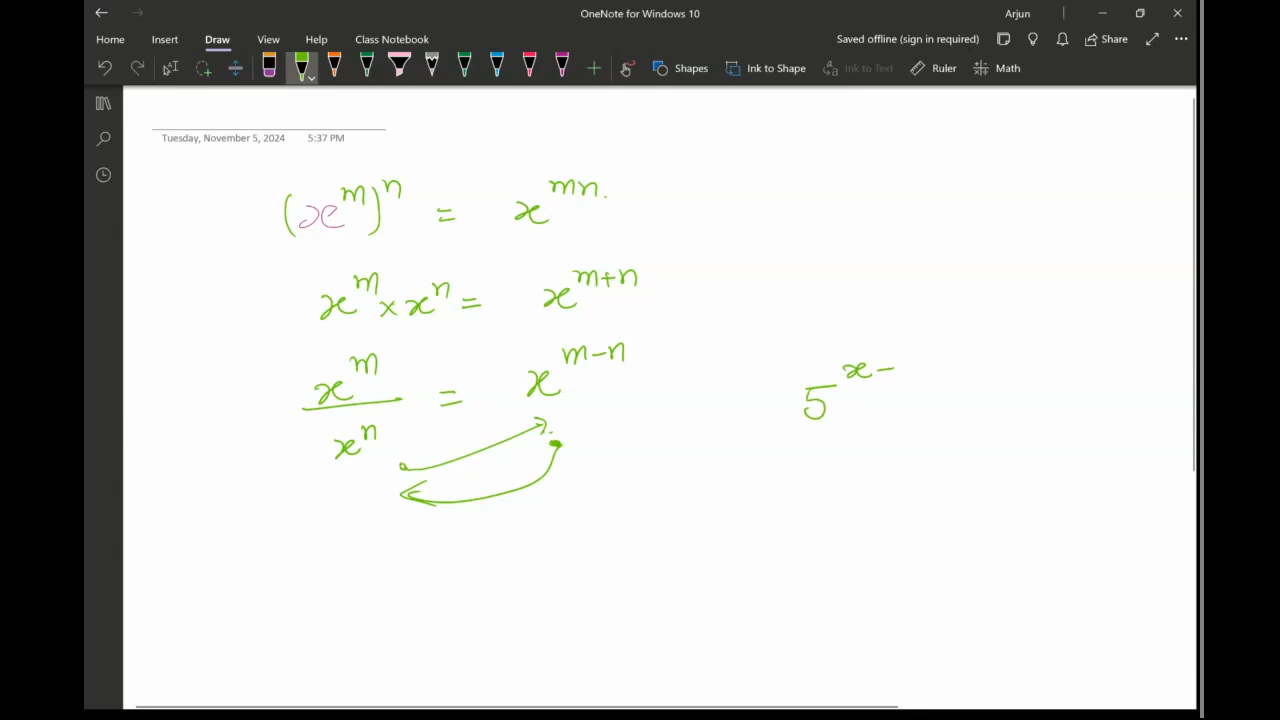 OneNote for Windows 10
Arjun
Home Insert Draw View Help Class Notebook
Saved offline (sign in required) Share
Shapes Ink to Shape Ink to Text Ruler Math
Tuesday, November 5, 2024 5:37 PM
(x^m)^n = x^mn.
x^m × x^n = x^m+n
x^m / x^n = x^m-n
5^x-